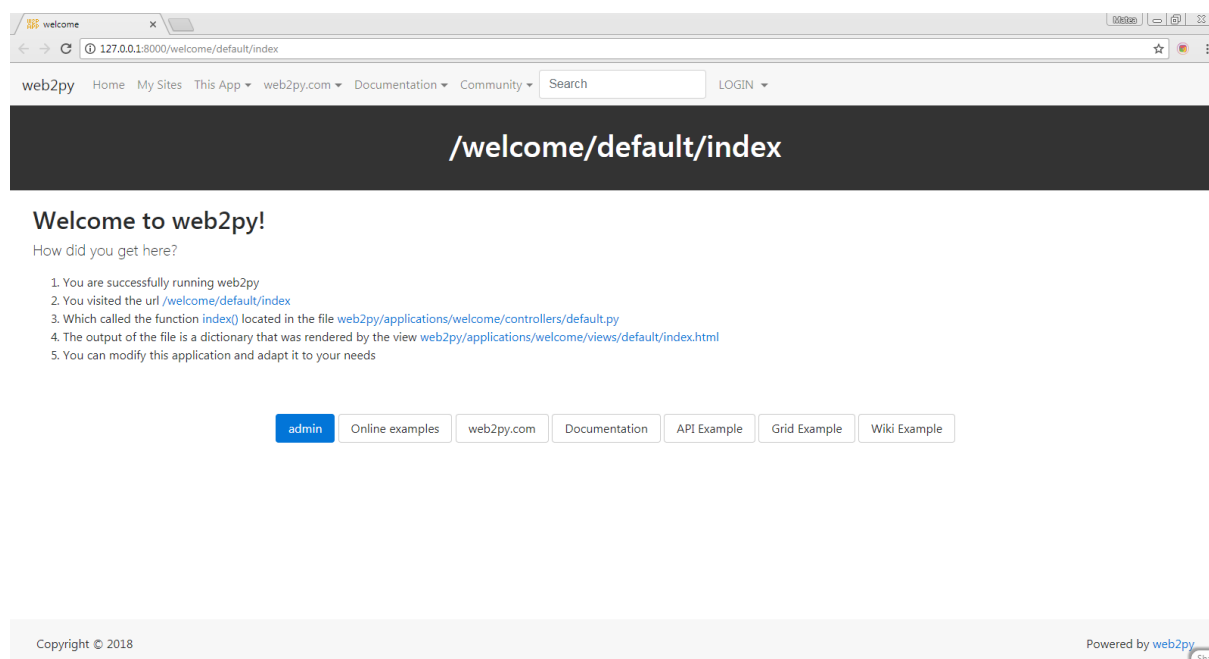 welcome
Matea
127.0.0.1:8000/welcome/default/index
web2py Home My Sites This App web2py.com Documentation Community Search LOGIN
/welcome/default/index
Welcome to web2py!
How did you get here?
1. You are successfully running web2py
2. You visited the url /welcome/default/index
3. Which called the function index() located in the file web2py/applications/welcome/controllers/default.py
4. The output of the file is a dictionary that was rendered by the view web2py/applications/welcome/views/default/index.html
5. You can modify this application and adapt it to your needs
admin Online examples web2py.com Documentation API Example Grid Example Wiki Example
Copyright © 2018 Powered by web2py